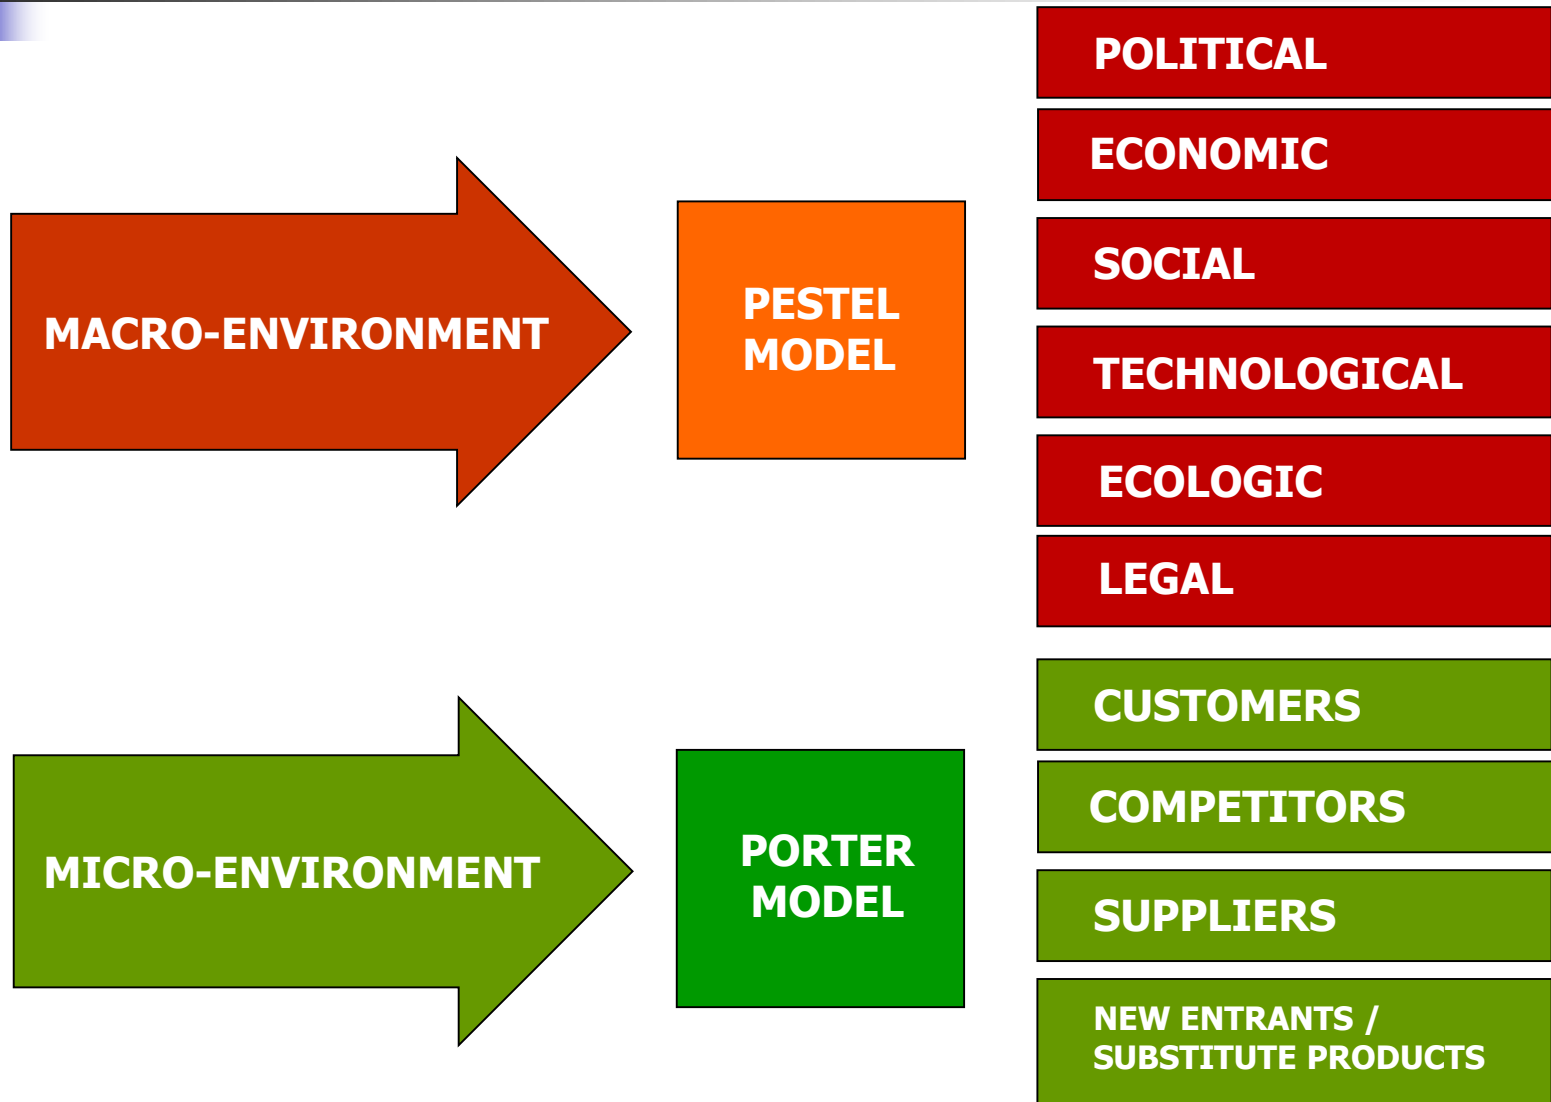 MACRO-ENVIRONMENT
PESTEL
MODEL
POLITICAL
ECONOMIC
SOCIAL
TECHNOLOGICAL
ECOLOGIC
LEGAL
MICRO-ENVIRONMENT
PORTER
MODEL
CUSTOMERS
COMPETITORS
SUPPLIERS
NEW ENTRANTS /
SUBSTITUTE PRODUCTS